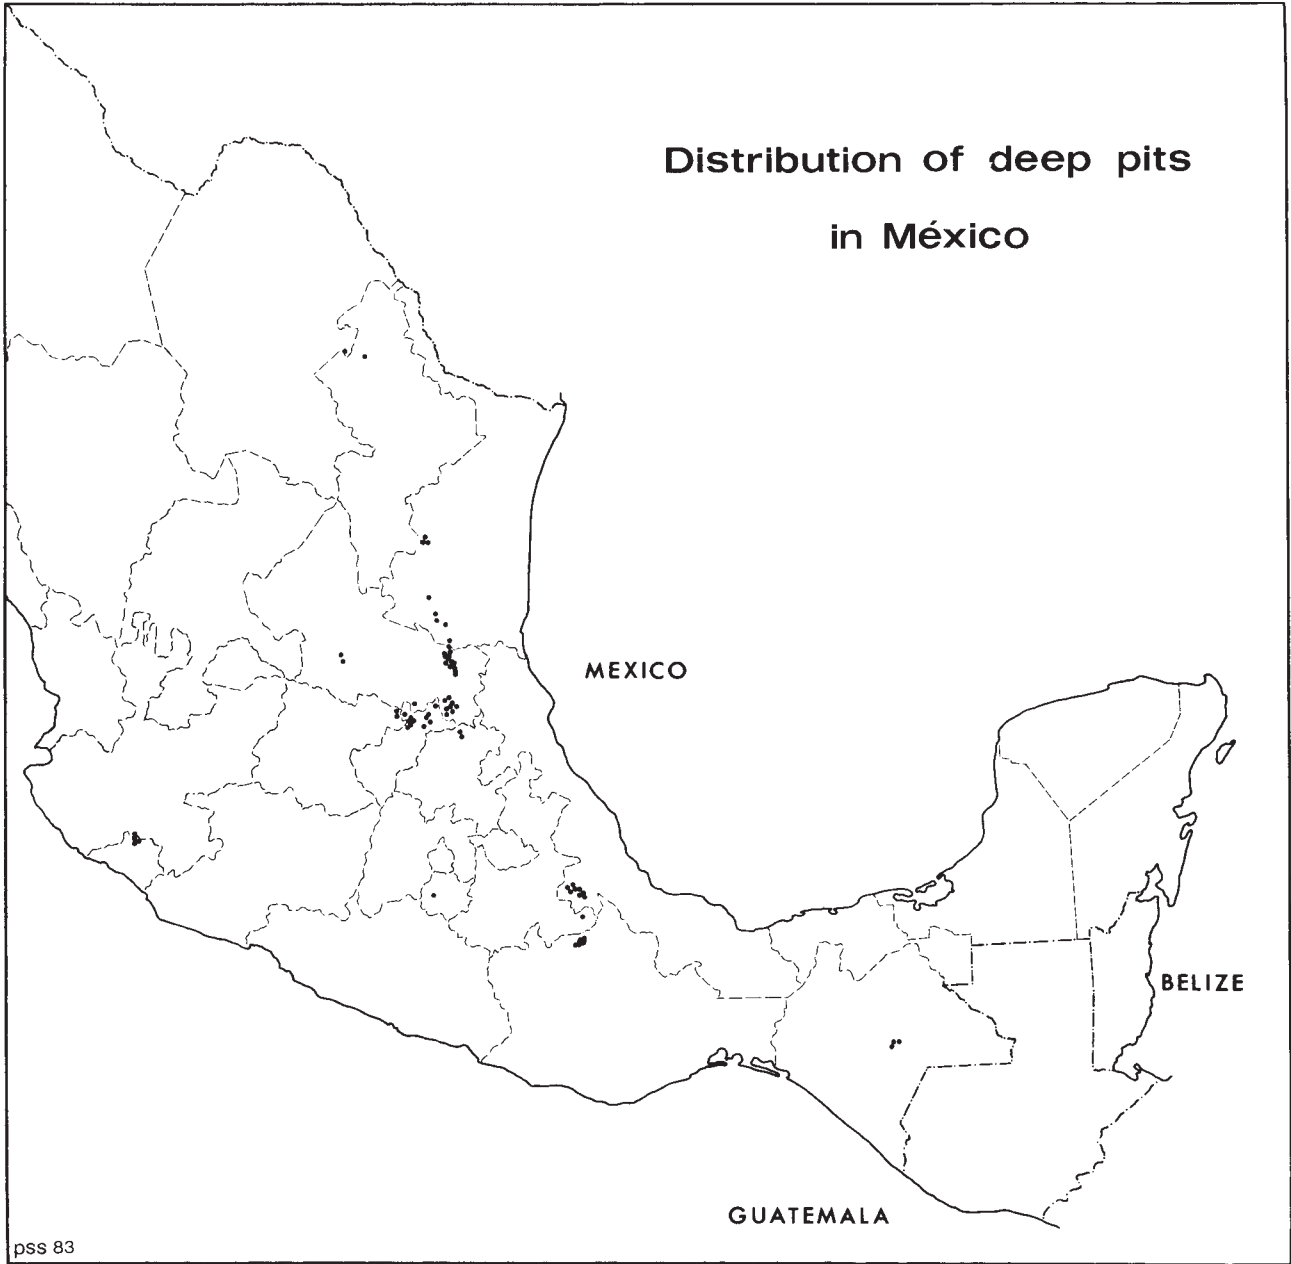 Distribution of deep pits
in México
MEXICO
BELIZE
GUATEMALA
pss 83